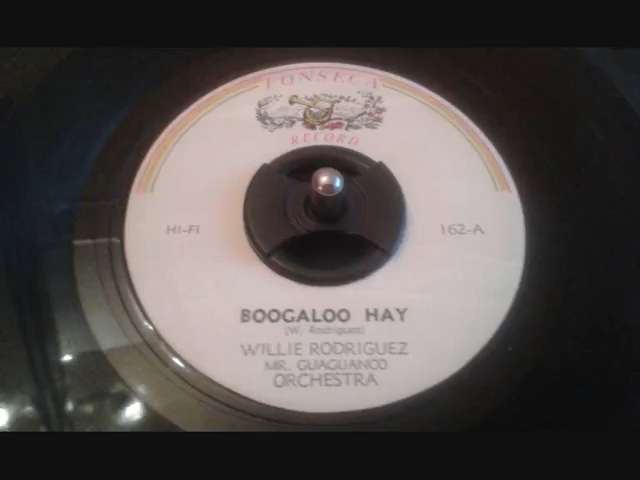 FONSECA
RECORD
HI-FI
162-A
BOOGALOO HAY
(W. Rodriguez)
WILLIE RODRIGUEZ
MR. GUAGUANCO
ORCHESTRA